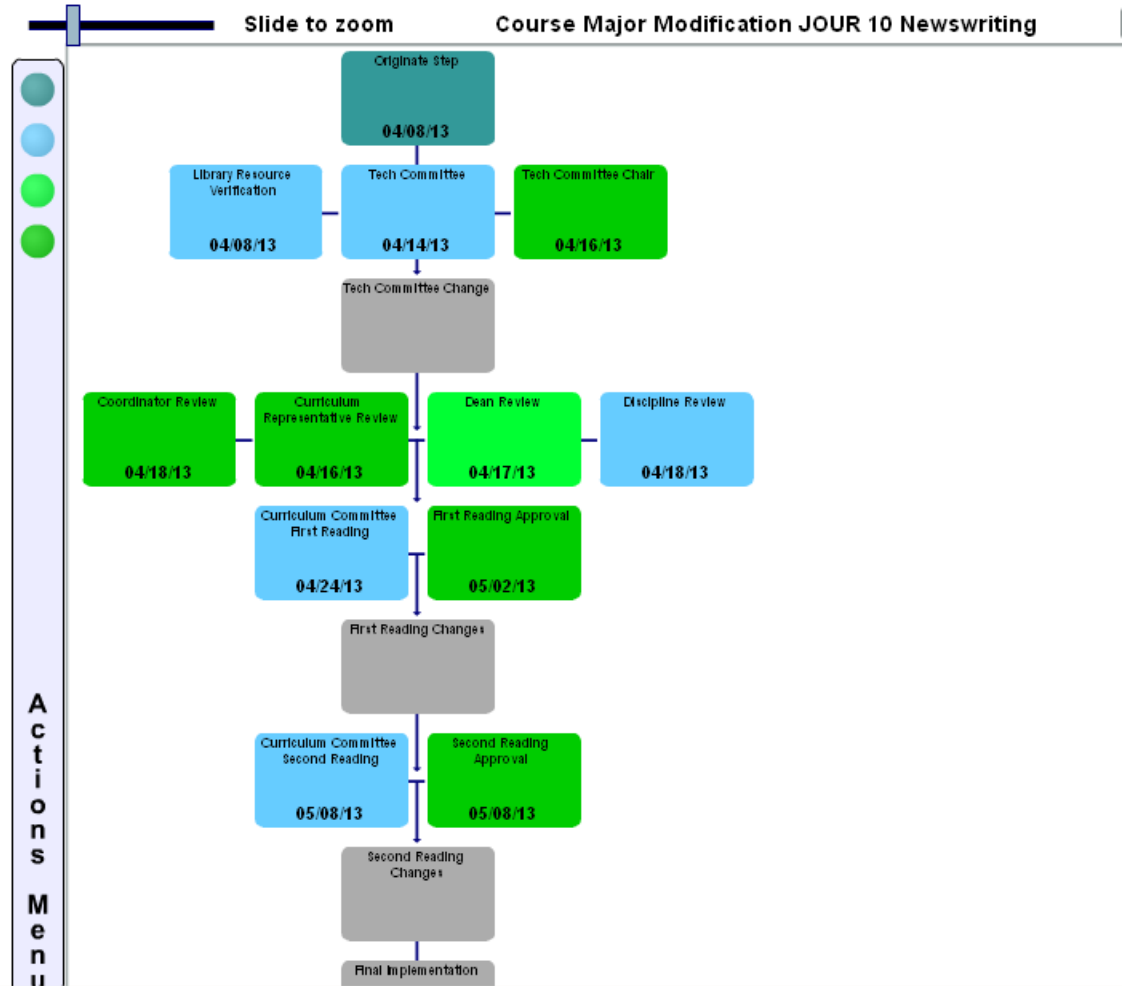 Slide to zoom
Course Major Modification JOUR 10 Newswriting
Originate Step
04/08/13
Library Resource
Verification
04/08/13
Tech Committee
04/14/13
Tech Committee Chair
04/16/13
Tech Committee Change
Coordinator Review
04/18/13
Curriculum
Representative Review
04/16/13
Dean Review
04/17/13
Discipline Review
04/18/13
Curriculum Committee
First Reading
04/24/13
First Reading Approval
05/02/13
First Reading Changes
Curriculum Committee
Second Reading
05/08/13
Second Reading
Approval
05/08/13
Second Reading
Changes
Final Implementation
Actions Menu